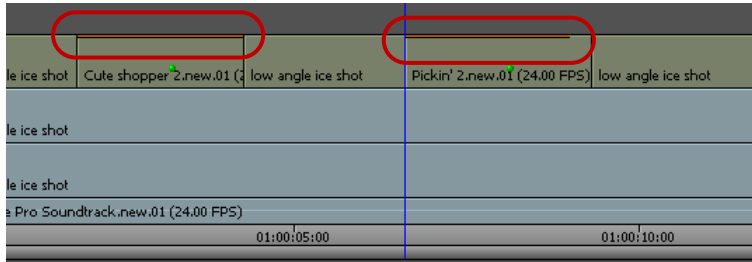 le ice shot Cute shopper 2.new.01 (2 low angle ice shot Pickin' 2.new.01 (24.00 FPS) low angle ice shot
le ice shot
le ice shot
e Pro Soundtrack.new.01 (24.00 FPS)
01:00:05:00 01:00:10:00